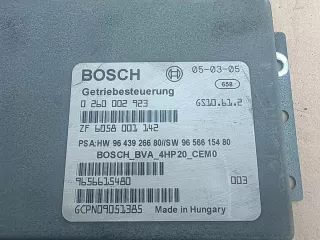 BOSCH 05-03-05
Getriebesteuerung 658
0 260 002 923 GS10.61.2
ZF 6058 001 142
PSA:HW 96 439 266 80//SW 96 566 154 80
BOSCH_BVA_4HP20_CEM0
9656615480 003
GCPN09051385 Made in Hungary